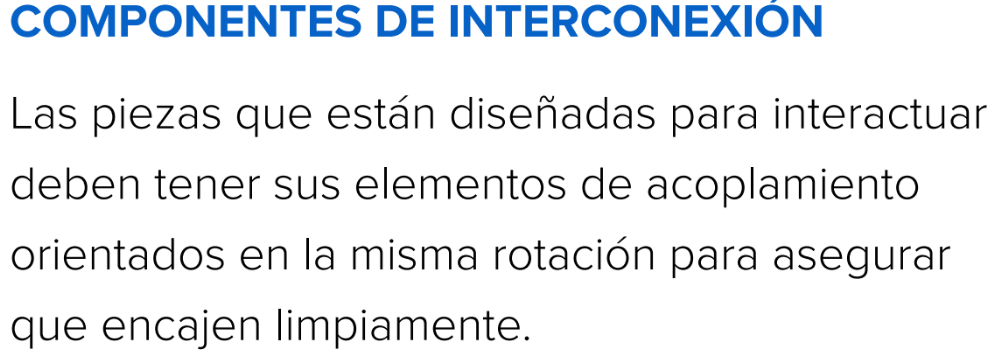 COMPONENTES DE INTERCONEXIÓN
Las piezas que están diseñadas para interactuar
deben tener sus elementos de acoplamiento
orientados en la misma rotación para asegurar
que encajen limpiamente.